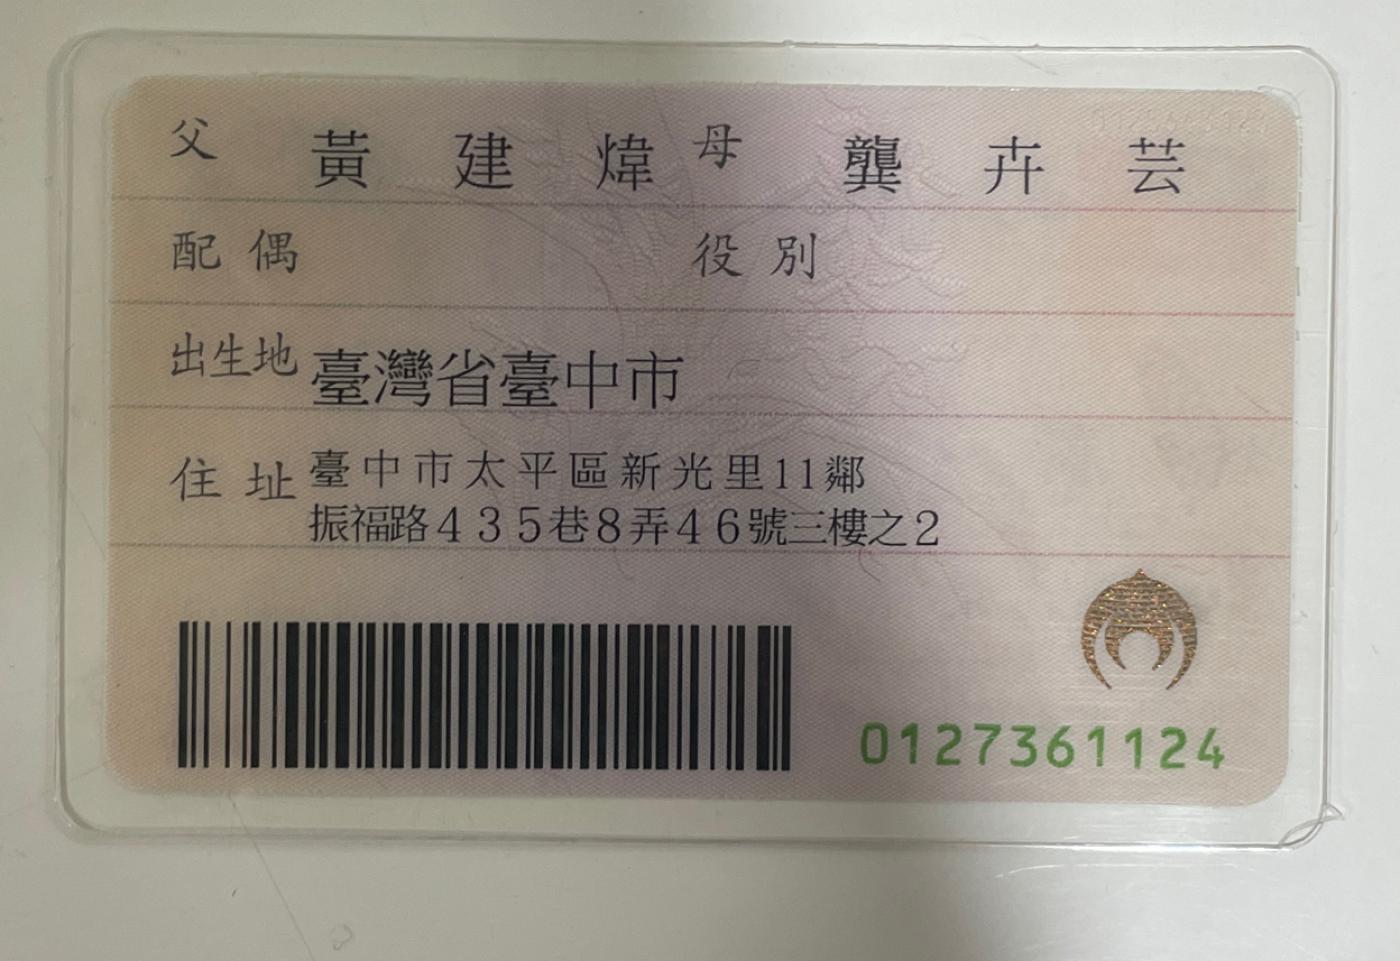 父 黃建煒 母 龔卉芸
配偶 役別
出生地 臺灣省臺中市
住址 臺中市太平區新光里11鄰
振福路435巷8弄46號三樓之2
0127361124